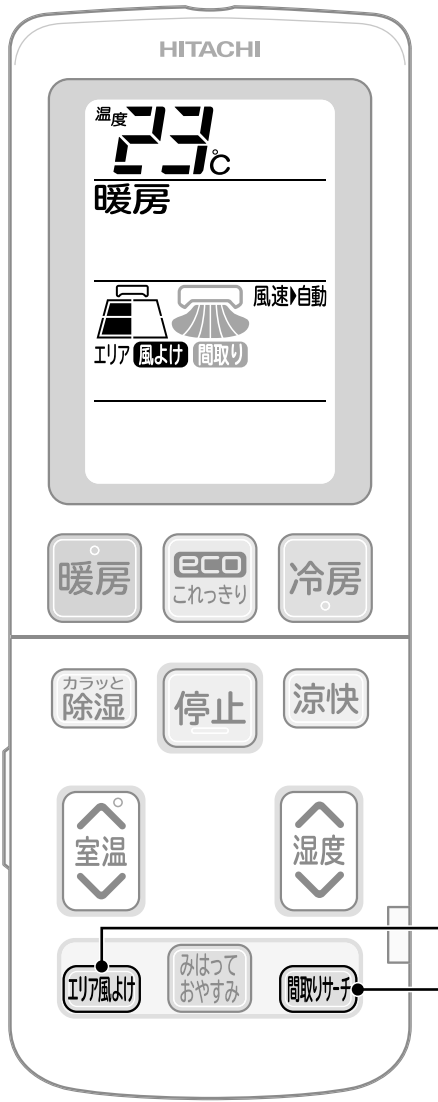 HITACHI
温度 23℃
暖房
風速▶自動
エリア 風よけ 間取り
暖房
eco
これっきり
冷房
カラッと
除湿
停止
涼快
室温
湿度
エリア風よけ
みはって
おやすみ
間取りサーチ